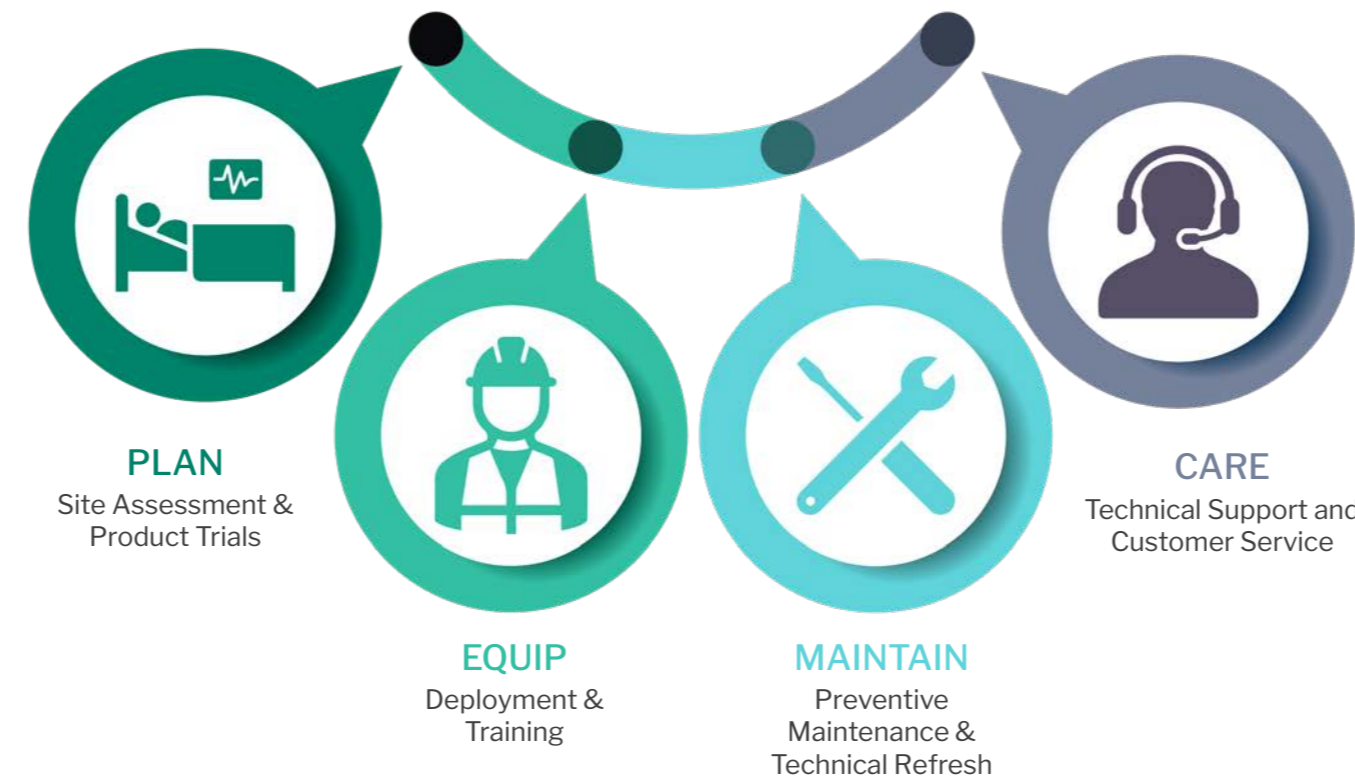 PLAN
Site Assessment &
Product Trials
EQUIP
Deployment &
Training
MAINTAIN
Preventive
Maintenance &
Technical Refresh
CARE
Technical Support and
Customer Service